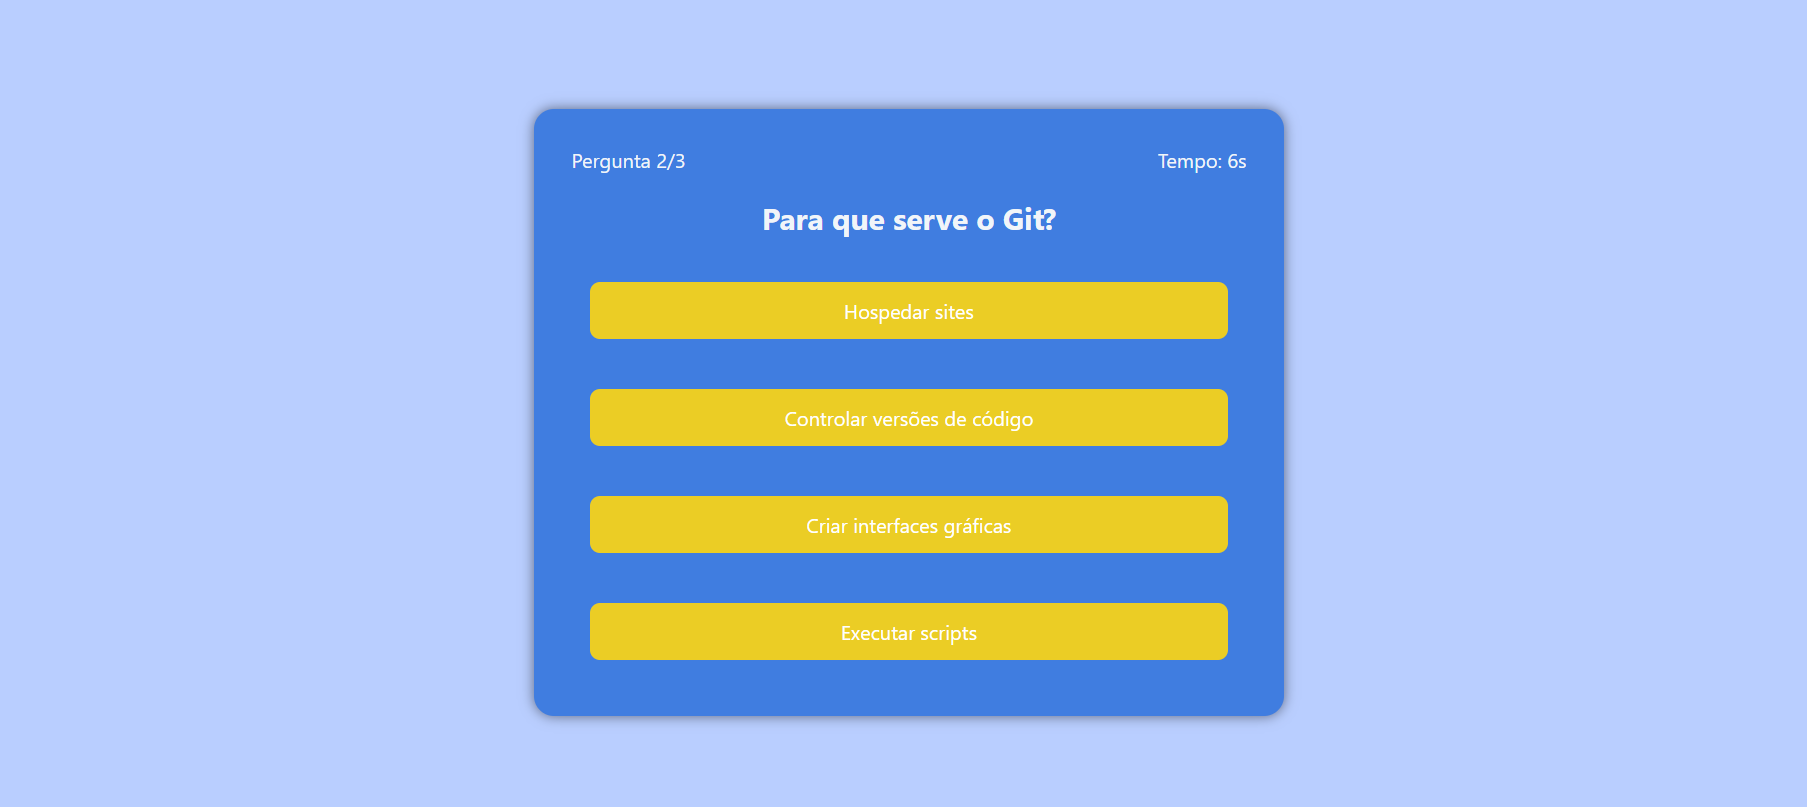 Pergunta 2/3
Tempo: 6s
Para que serve o Git?
Hospedar sites
Controlar versões de código
Criar interfaces gráficas
Executar scripts